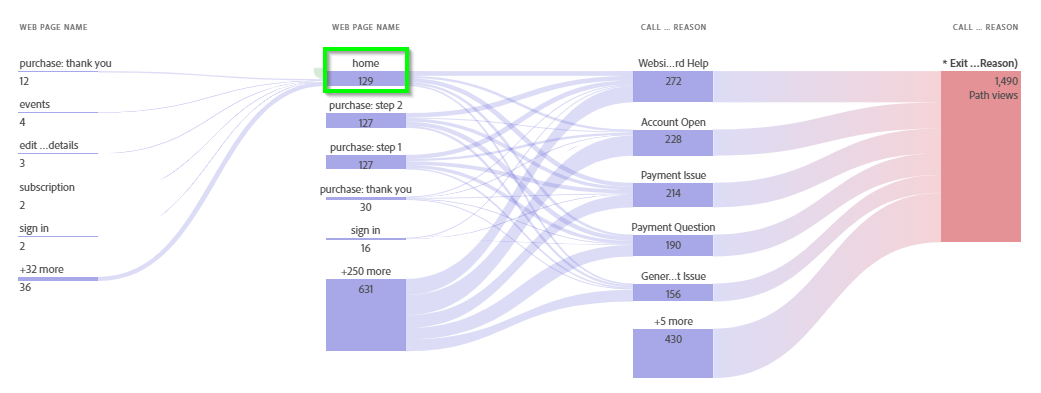 WEB PAGE NAME
purchase: thank you
12
events
4
edit ...details
3
subscription
2
sign in
2
+32 more
36
WEB PAGE NAME
home
129
purchase: step 2
127
purchase: step 1
127
purchase: thank you
30
sign in
16
+250 more
631
CALL ... REASON
Websi...rd Help
272
Account Open
228
Payment Issue
214
Payment Question
190
Gener...t Issue
156
+5 more
430
CALL ... REASON
* Exit ...Reason)
1,490
Path views